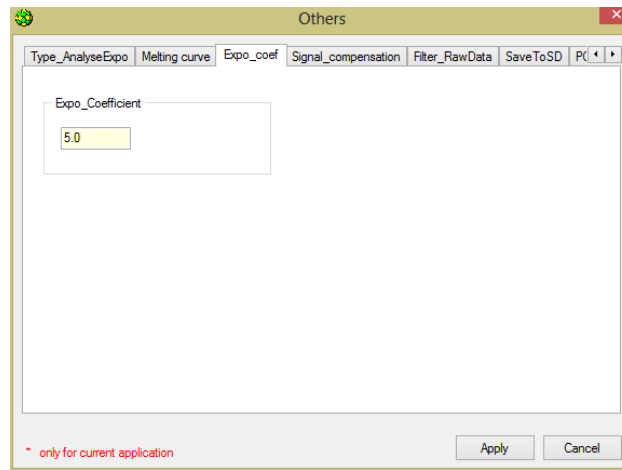 Others
Type_AnalyseExpo Melting curve Expo_coef Signal_compensation Filter_RawData SaveToSD
Expo_Coefficient
5.0
* only for current application
Apply Cancel